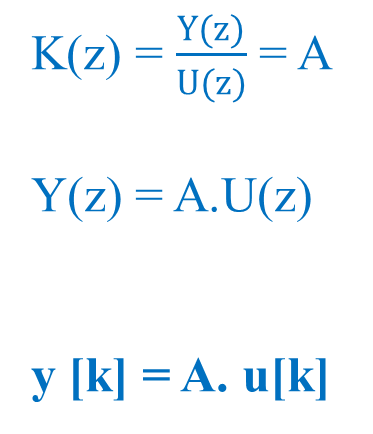 K(z) = Y(z)/U(z) = A
Y(z) = A.U(z)
y [k] = A. u[k]